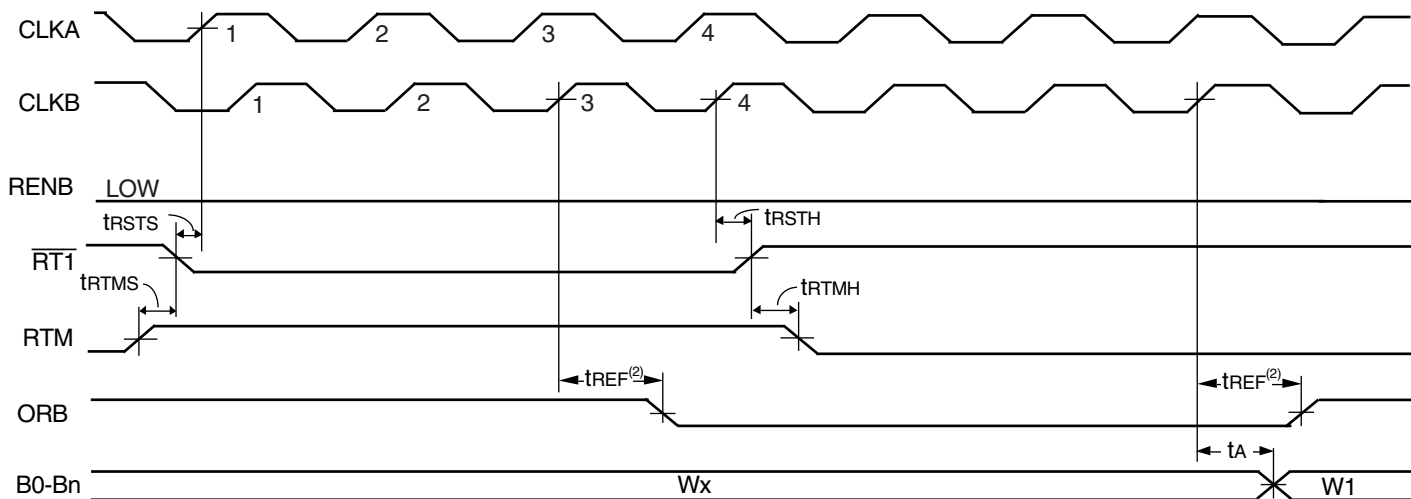 CLKA 1 2 3 4
CLKB 1 2 3 4
RENB LOW
tRSTS tRSTH
RT1
tRTMS tRTMH
RTM
tREF(2) tREF(2)
ORB
tA
B0-Bn Wx W1